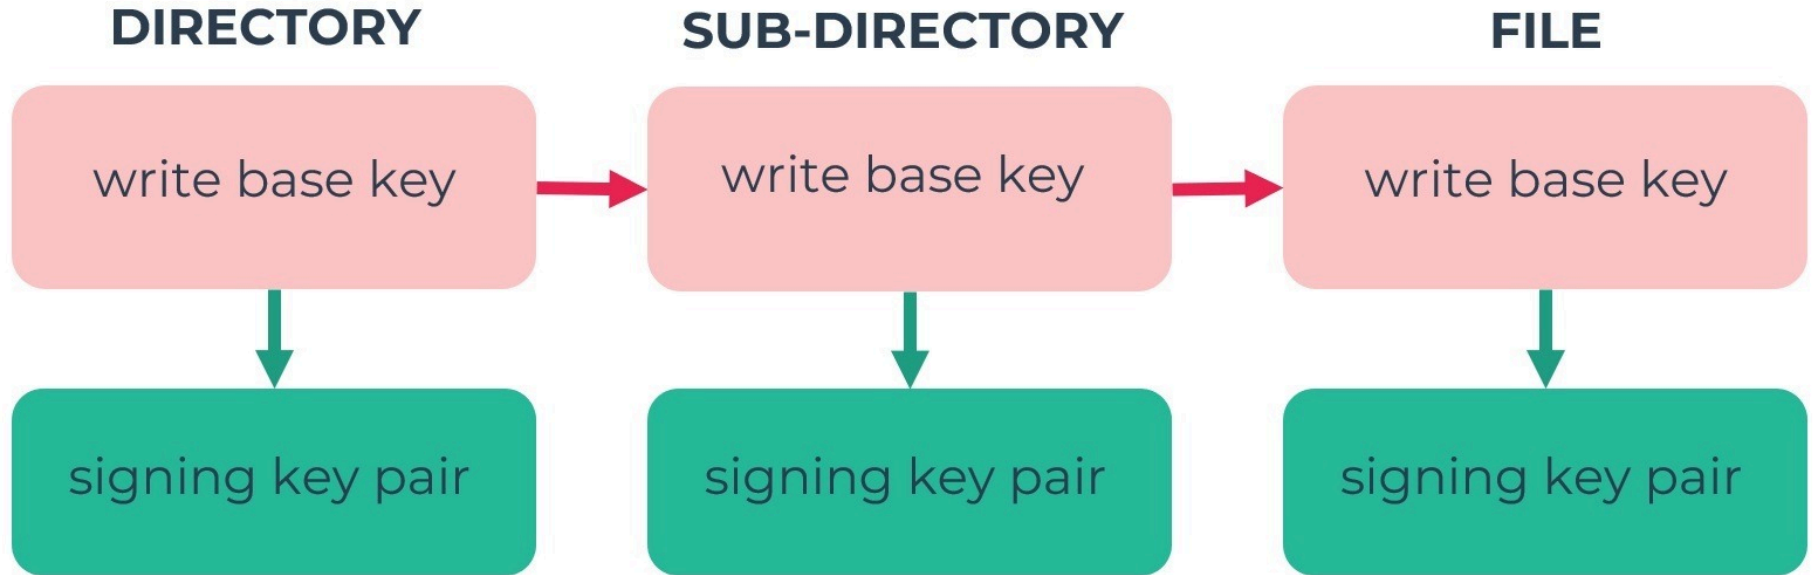 DIRECTORY
SUB-DIRECTORY
FILE
write base key
write base key
write base key
signing key pair
signing key pair
signing key pair